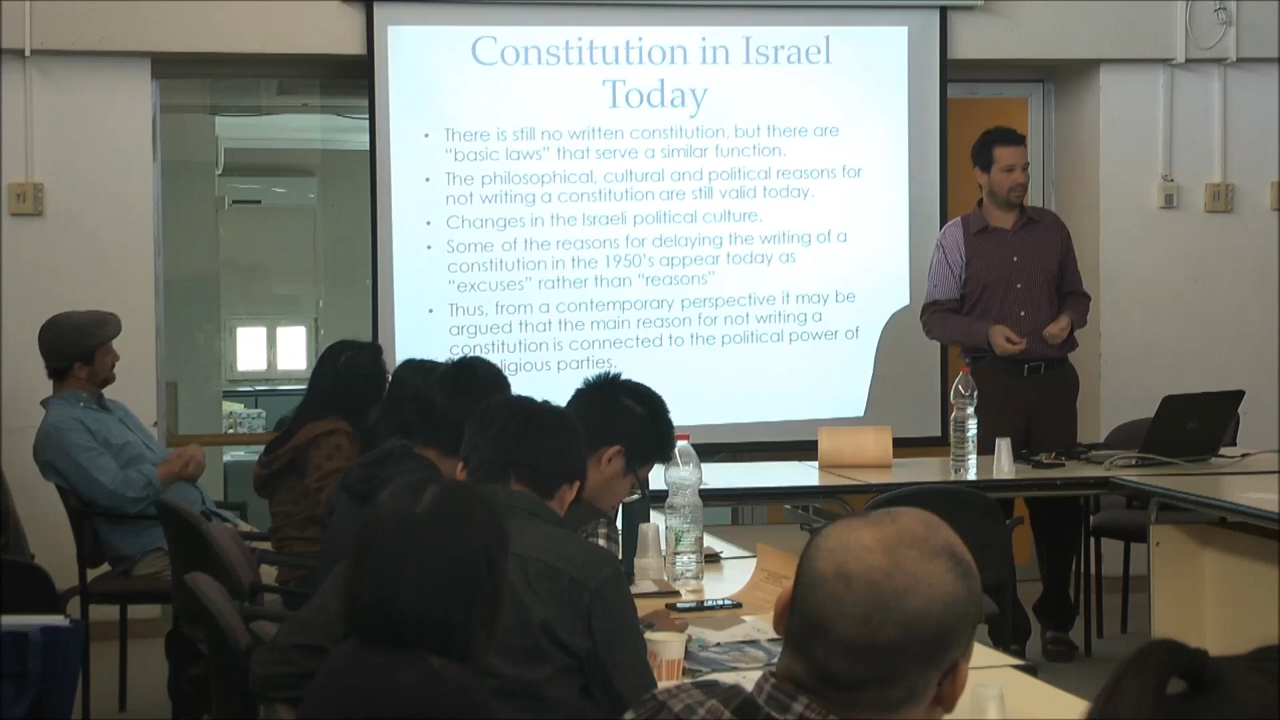 Constitution in Israel
Today
• There is still no written constitution, but there are
"basic laws" that serve a similar function.
• The philosophical, cultural and political reasons for
not writing a constitution are still valid today.
• Changes in the Israeli political culture.
• Some of the reasons for delaying the writing of a
constitution in the 1950's appear today as
"excuses" rather than "reasons"
• Thus, from a contemporary perspective it may be
argued that the main reason for not writing a
constitution is connected to the political power of
ligious parties.